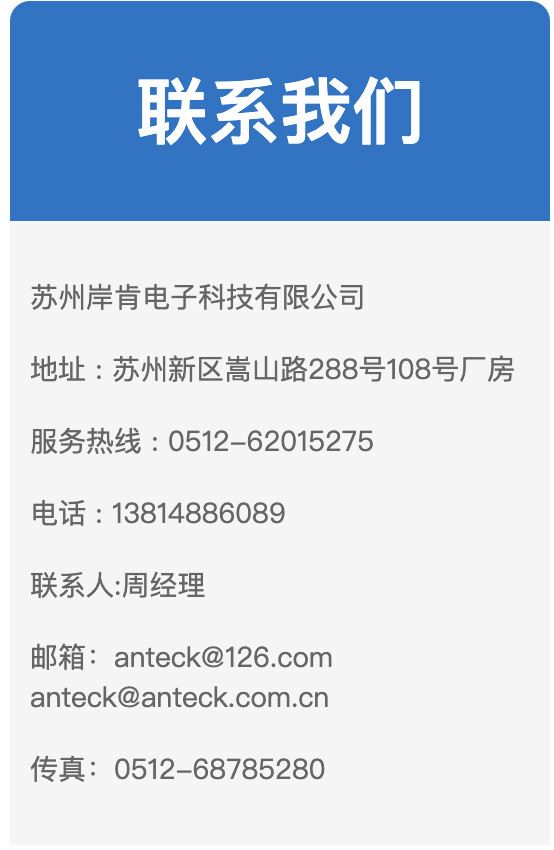 联系我们
苏州岸肯电子科技有限公司
地址：苏州新区嵩山路288号108号厂房
服务热线：0512-62015275
电话：13814886089
联系人:周经理
邮箱：anteck@126.com
anteck@anteck.com.cn
传真：0512-68785280